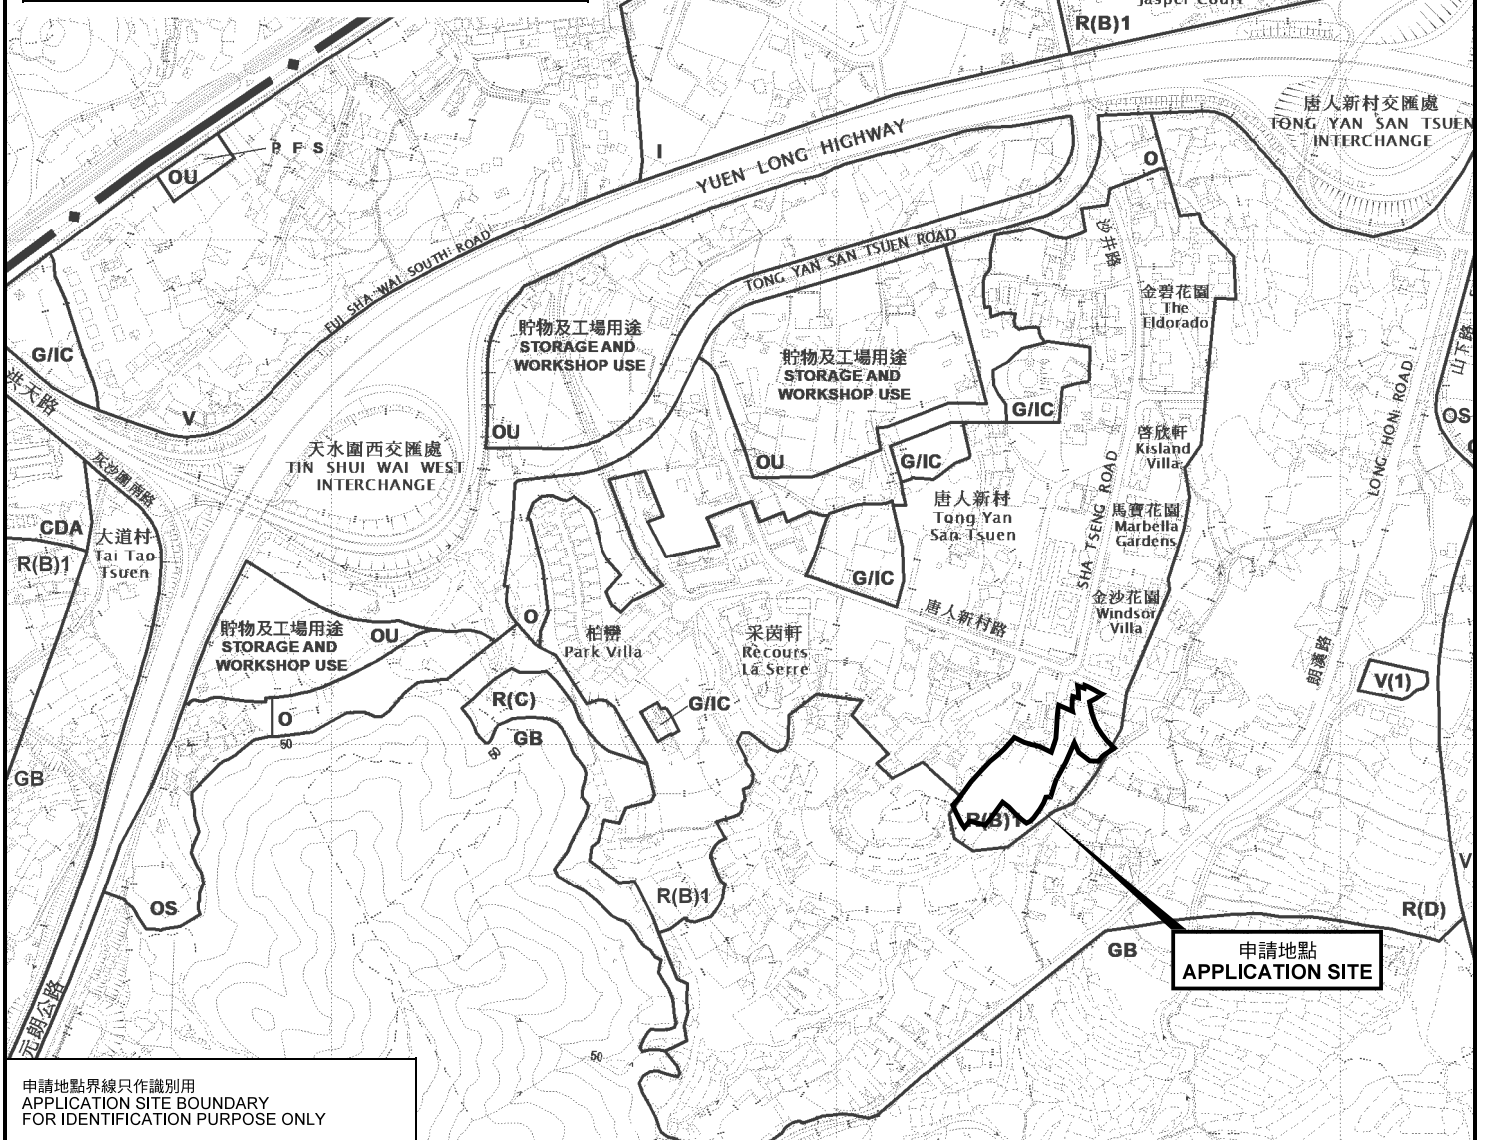 Jasper Court
R(B)1
唐人新村交匯處
TONG YAN SAN TSUEN
INTERCHANGE
P F S
OU
I
YUEN LONG HIGHWAY
O
FUI SHA WAI SOUTH ROAD
TONG YAN SAN TSUEN ROAD
沙井路
金碧花園
The
Eldorado
貯物及工場用途
STORAGE AND
WORKSHOP USE
貯物及工場用途
STORAGE AND
WORKSHOP USE
G/IC
洪天路
V
OU
G/IC
山下路
LONG HON ROAD
OS
天水圍西交匯處
TIN SHUI WAI WEST
INTERCHANGE
灰沙圍南路
OU
G/IC
啓欣軒
Kisland
Villa
唐人新村
Tong Yan
San Tsuen
SHA TSENG ROAD
馬寶花園
Marbella
Gardens
CDA
大道村
Tai Tao
Tsuen
R(B)1
G/IC
金沙花園
Windsor
Villa
唐人新村路
貯物及工場用途
STORAGE AND
WORKSHOP USE
OU
O
柏巒
Park Villa
采茵軒
Recours
La Serre
朗漢路
V(1)
R(C)
G/IC
O
50
GB
50
GB
R(B)1
V
R(B)1
OS
R(D)
GB
申請地點
APPLICATION SITE
元朗公路
50
申請地點界線只作識別用
APPLICATION SITE BOUNDARY
FOR IDENTIFICATION PURPOSE ONLY